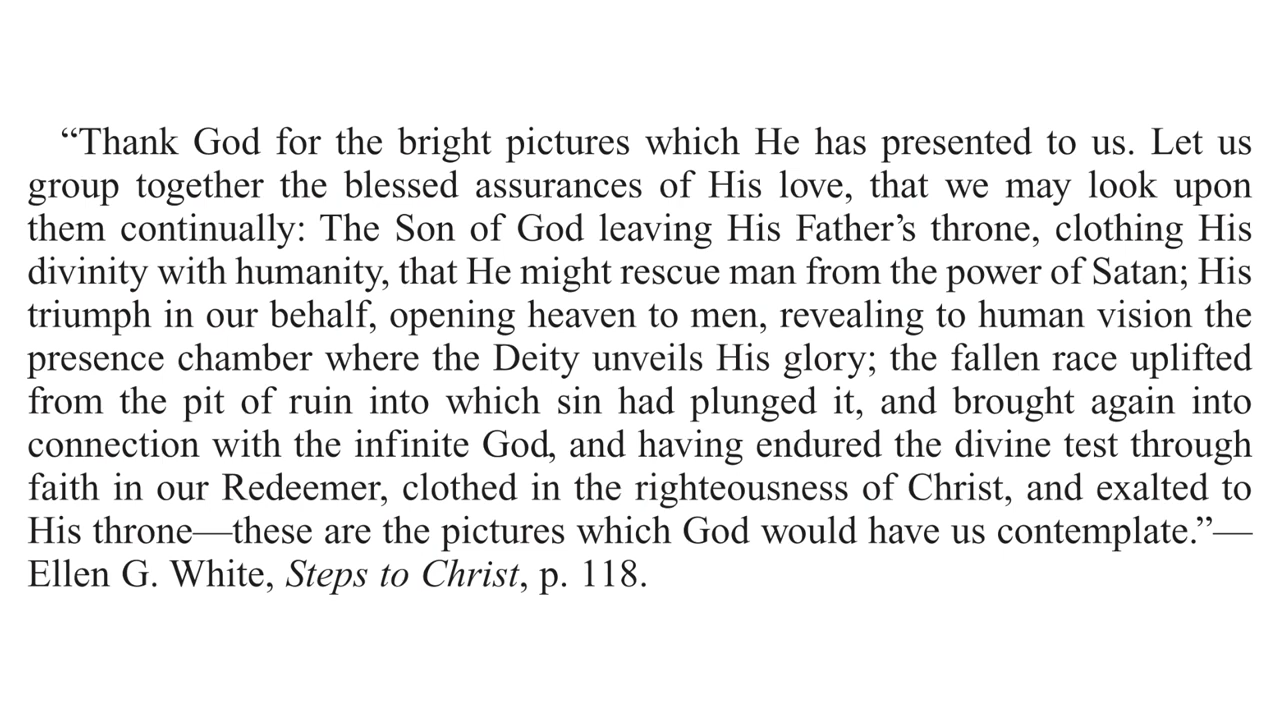 “Thank God for the bright pictures which He has presented to us. Let us
group together the blessed assurances of His love, that we may look upon
them continually: The Son of God leaving His Father’s throne, clothing His
divinity with humanity, that He might rescue man from the power of Satan; His
triumph in our behalf, opening heaven to men, revealing to human vision the
presence chamber where the Deity unveils His glory; the fallen race uplifted
from the pit of ruin into which sin had plunged it, and brought again into
connection with the infinite God, and having endured the divine test through
faith in our Redeemer, clothed in the righteousness of Christ, and exalted to
His throne—these are the pictures which God would have us contemplate.”—
Ellen G. White, Steps to Christ, p. 118.